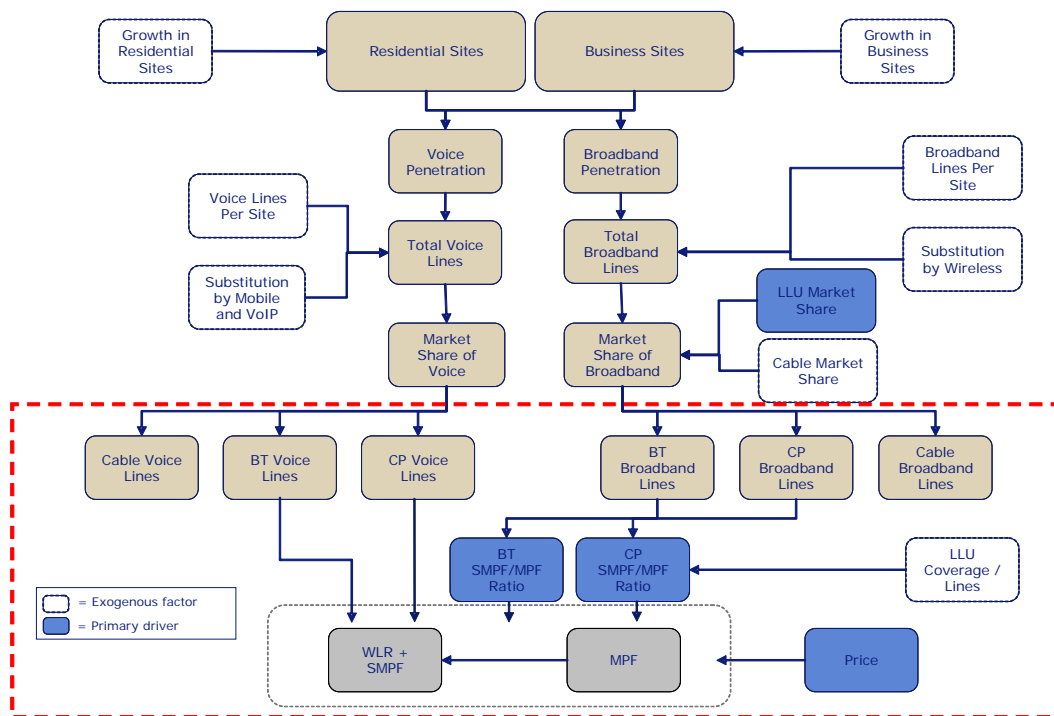 Growth in
Residential
Sites
Residential Sites
Business Sites
Growth in
Business
Sites
Voice
Penetration
Broadband
Penetration
Broadband
Lines Per
Site
Voice Lines
Per Site
Total Voice
Lines
Total
Broadband
Lines
Substitution
by Wireless
Substitution
by Mobile
and VoIP
LLU Market
Share
Market
Share of
Voice
Market
Share of
Broadband
Cable Market
Share
Cable Voice
Lines
BT Voice
Lines
CP Voice
Lines
BT
Broadband
Lines
CP
Broadband
Lines
Cable
Broadband
Lines
BT
SMPF/MPF
Ratio
CP
SMPF/MPF
Ratio
LLU
Coverage /
Lines
= Exogenous factor
= Primary driver
WLR +
SMPF
MPF
Price